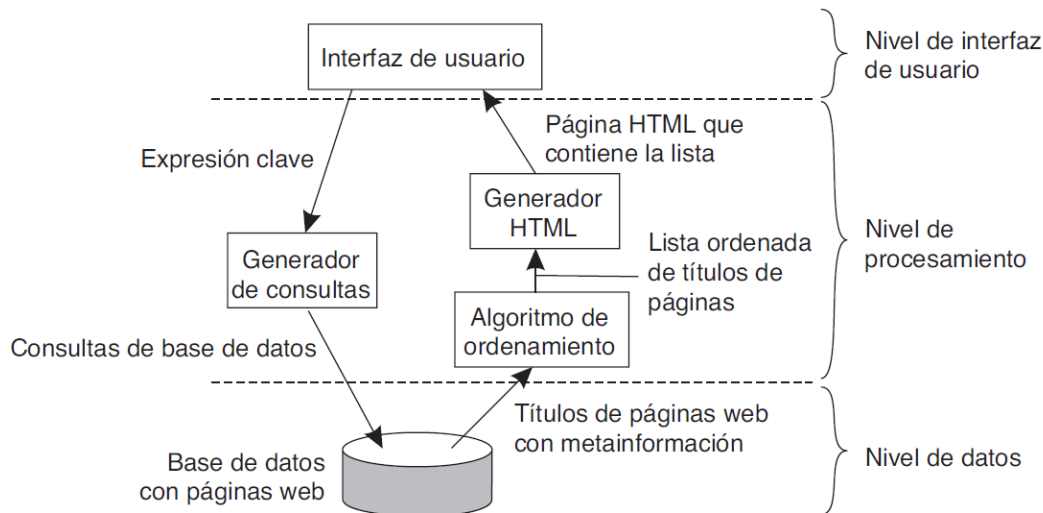 Interfaz de usuario
Nivel de interfaz
de usuario
Expresión clave
Página HTML que
contiene la lista
Generador
HTML
Generador
de consultas
Lista ordenada
de títulos de
páginas
Nivel de
procesamiento
Algoritmo de
ordenamiento
Consultas de base de datos
Títulos de páginas web
con metainformación
Base de datos
con páginas web
Nivel de datos